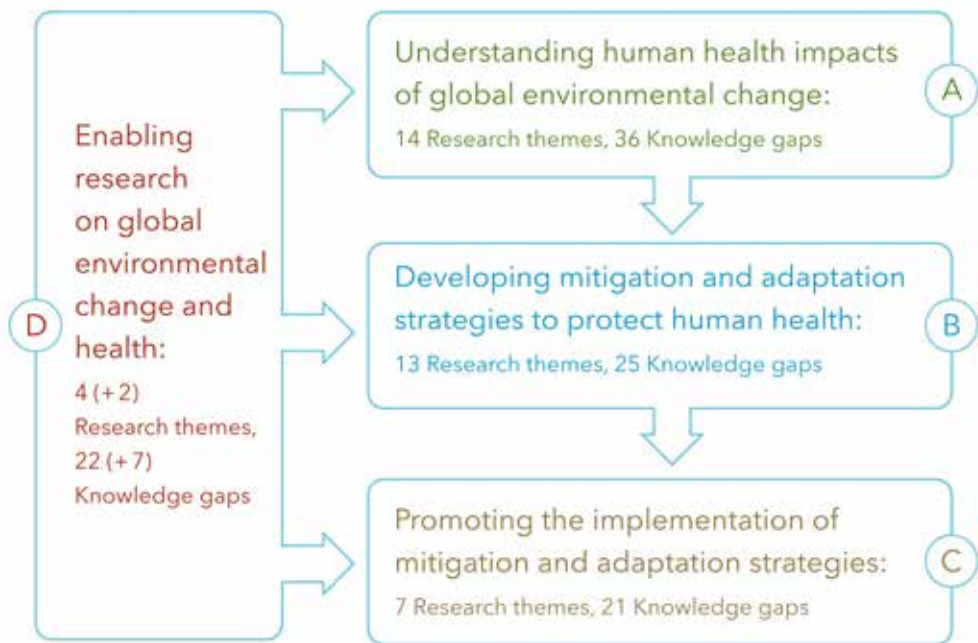 Enabling
research
on global
environmental
change and
health:
4 (+ 2)
Research themes,
22 (+ 7)
Knowledge gaps
D
Understanding human health impacts
of global environmental change:
14 Research themes, 36 Knowledge gaps
A
Developing mitigation and adaptation
strategies to protect human health:
13 Research themes, 25 Knowledge gaps
B
Promoting the implementation of
mitigation and adaptation strategies:
7 Research themes, 21 Knowledge gaps
C